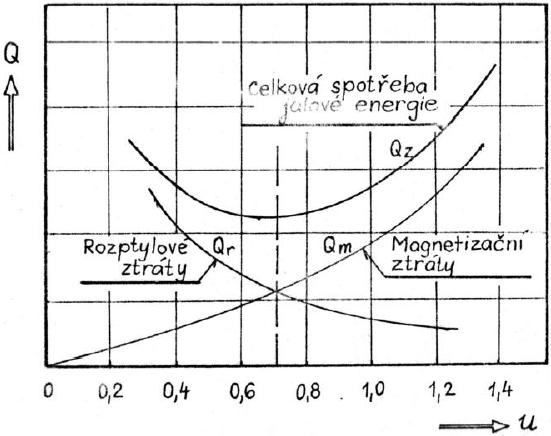 Q
Celková spotřeba
jalové energie
Qz
Rozptylové
ztráty
Qr
Qm
Magnetizační
ztráty
0 0,2 0,4 0,6 0,8 1,0 1,2 1,4
u